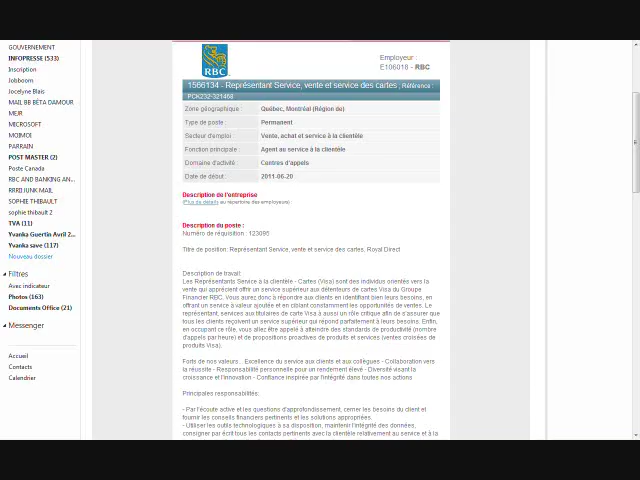 GOUVERNEMENT
INFOPRESSE (533)
Inscription
Jobboom
Jocelyne Blais
MAIL BB BÉTA DAMOUR
MEJR
MICROSOFT
MOIMOI
PARRAIN
POST MASTER (2)
Poste Canada
RBC AND BANKING AN...
RRRD JUNK MAIL
SOPHIE THIBAULT
sophie thibault 2
TVA (11)
Yvanka Guertin Avril 2...
Yvanka save (117)
Nouveau dossier
Filtres
Avec indicateur
Photos (163)
Documents Office (21)
Messenger
Accueil
Contacts
Calendrier
RBC
Employeur :
E106018 - RBC
1566134 - Représentant Service, vente et service des cartes ; Référence :
PCK232-321468
Zone géographique : Québec, Montréal (Région de)
Type de poste : Permanent
Secteur d'emploi : Vente, achat et service à la clientèle
Fonction principale : Agent au service à la clientèle
Domaine d'activité : Centres d'appels
Date de début : 2011-06-20
Description de l'entreprise
(Plus de détails au répertoire des employeurs)
Description du poste :
Numéro de réquisition : 123095
Titre de position: Représentant Service, vente et service des cartes, Royal Direct
Description de travail:
Les Représentants Service à la clientèle - Cartes (Visa) sont des individus orientés vers la
vente qui apprécient offrir un service supérieur aux détenteurs de cartes Visa du Groupe
Financier RBC. Vous aurez donc à répondre aux clients en identifiant bien leurs besoins, en
offrant un service à valeur ajoutée et en ciblant constamment les opportunités de ventes. Le
représentant, services aux titulaires de carte Visa à aussi un rôle critique afin de s'assurer que
tous les clients reçoivent un service supérieur qui répond parfaitement à leurs besoins. Enfin,
en occupant ce rôle, vous allez être appelé à atteindre des standards de productivité (nombre
d'appels par heure) et de propositions proactives de produits et services (ventes croisées de
produits Visa).
Forts de nos valeurs... Excellence du service aux clients et aux collègues - Collaboration vers
la réussite - Responsabilité personnelle pour un rendement élevé - Diversité visant la
croissance et l'innovation - Confiance inspirée par l'intégrité dans toutes nos actions
Principales responsabilités:
- Par l'écoute active et les questions d'approfondissement, cerner les besoins du client et
fournir les conseils financiers pertinents et les solutions appropriées.
- Utiliser les outils technologiques à sa disposition, maintenir l'intégrité des données,
consigner par écrit tous les contacts pertinents avec la clientèle relativement au service et à la